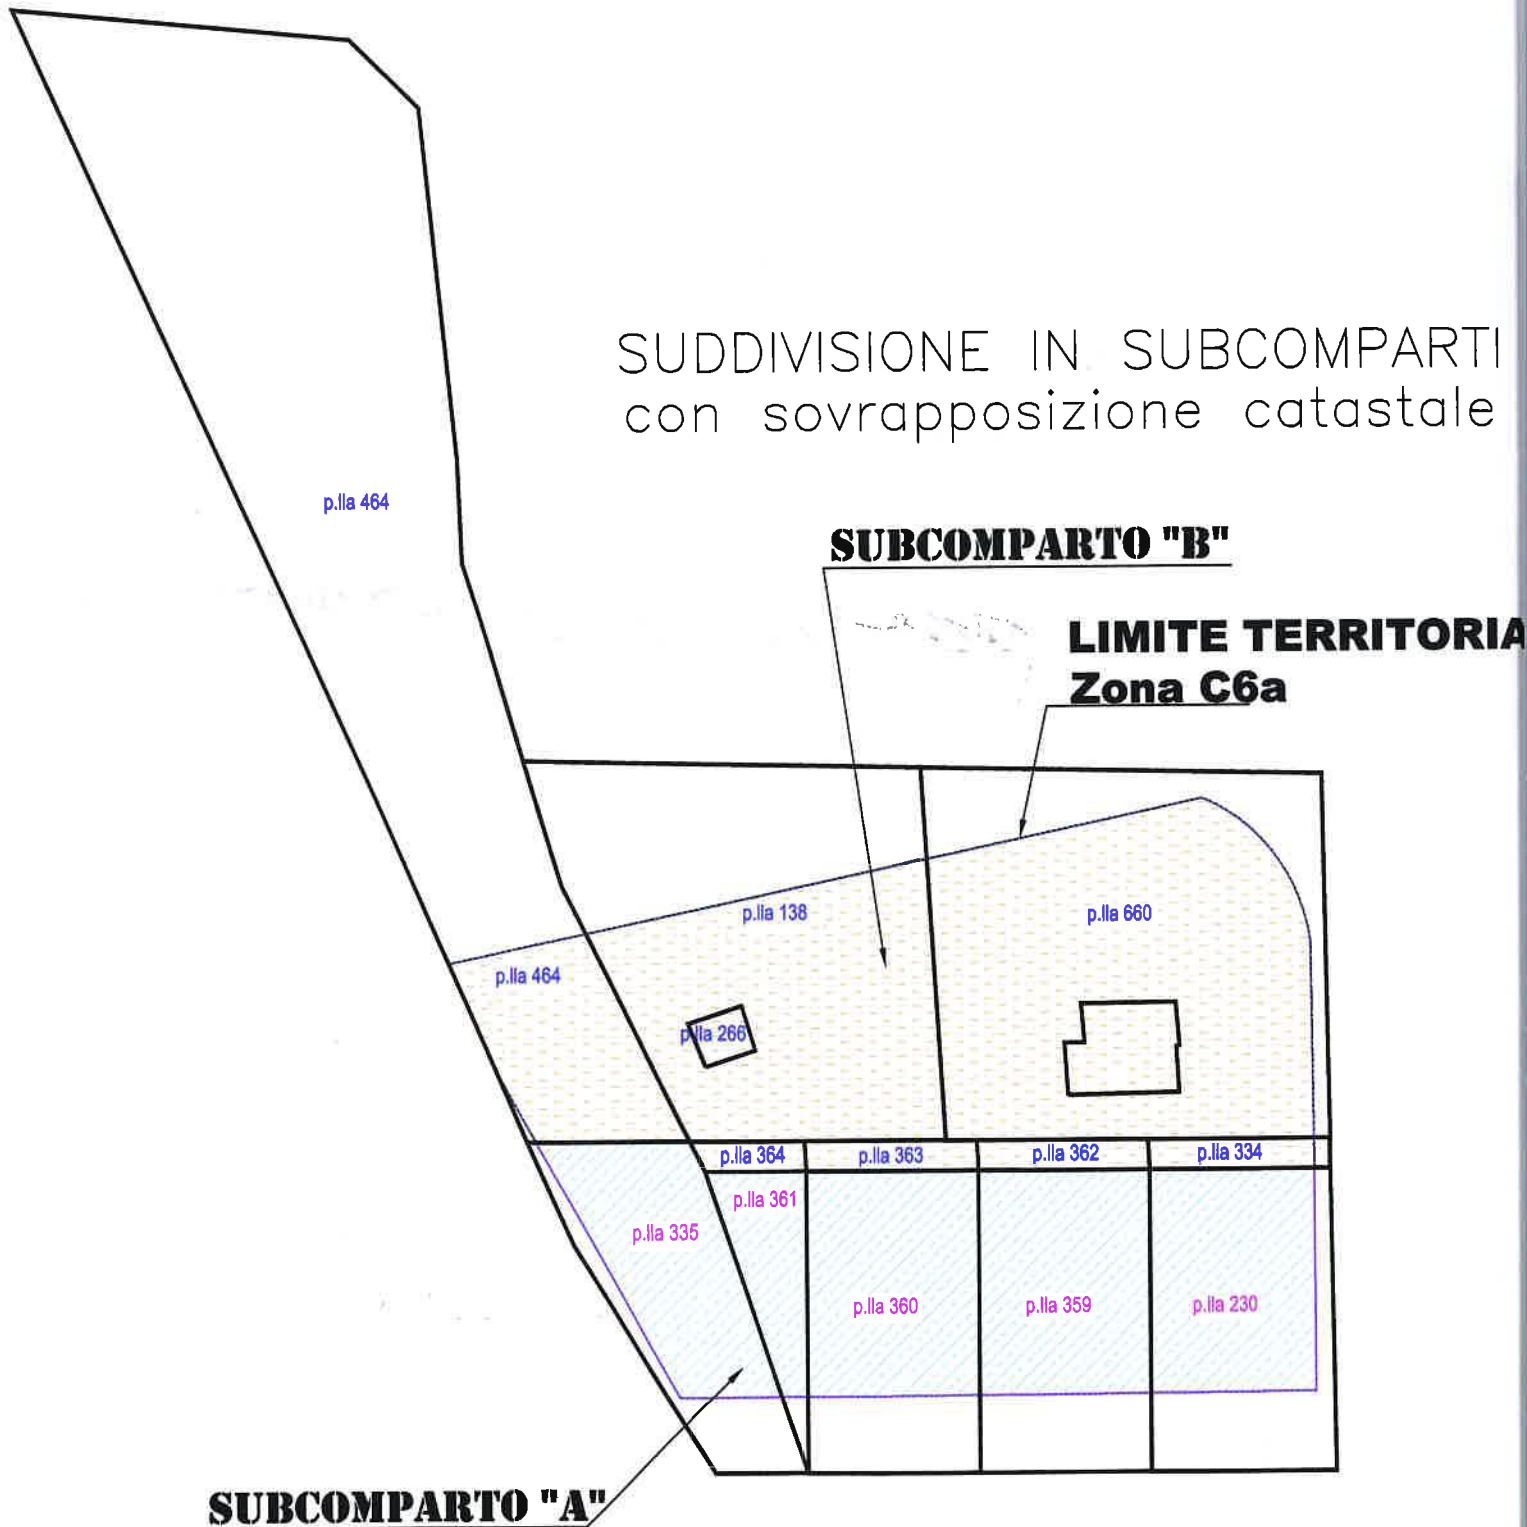 SUDDIVISIONE IN SUBCOMPARTI
con sovrapposizione catastale
p.lla 464
SUBCOMPARTO "B"
LIMITE TERRITORIA
Zona C6a
p.lla 138
p.lla 660
p.lla 464
p.lla 266
p.lla 364
p.lla 363
p.lla 362
p.lla 334
p.lla 361
p.lla 335
p.lla 360
p.lla 359
p.lla 230
SUBCOMPARTO "A"